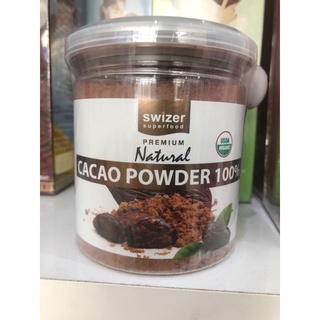 swizer
superfood
PREMIUM
Natural
USDA
ORGANIC
CACAO POWDER 100%